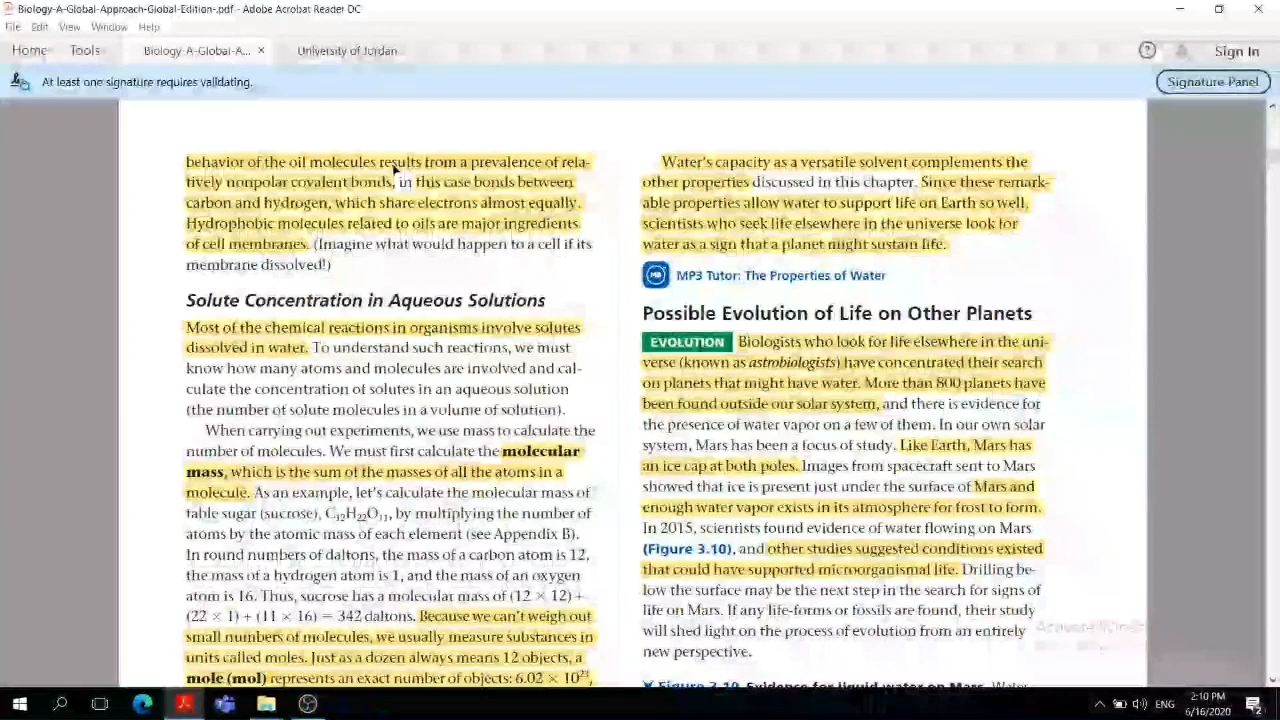 Biology-A-Global-Approach-Global-Edition-.pdf - Adobe Acrobat Reader DC
File Edit View Window Help
Home Tools Biology-A-Global-A... × University of Jordan Sign In
At least one signature requires validating. Signature Panel
behavior of the oil molecules results from a prevalence of rela-
tively nonpolar covalent bonds, in this case bonds between
carbon and hydrogen, which share electrons almost equally.
Hydrophobic molecules related to oils are major ingredients
of cell membranes. (Imagine what would happen to a cell if its
membrane dissolved!)
Solute Concentration in Aqueous Solutions
Most of the chemical reactions in organisms involve solutes
dissolved in water. To understand such reactions, we must
know how many atoms and molecules are involved and cal-
culate the concentration of solutes in an aqueous solution
(the number of solute molecules in a volume of solution).
When carrying out experiments, we use mass to calculate the
number of molecules. We must first calculate the molecular
mass, which is the sum of the masses of all the atoms in a
molecule. As an example, let's calculate the molecular mass of
table sugar (sucrose), C₁₂H₂₂O₁₁, by multiplying the number of
atoms by the atomic mass of each element (see Appendix B).
In round numbers of daltons, the mass of a carbon atom is 12,
the mass of a hydrogen atom is 1, and the mass of an oxygen
atom is 16. Thus, sucrose has a molecular mass of (12 × 12) +
(22 × 1) + (11 × 16) = 342 daltons. Because we can't weigh out
small numbers of molecules, we usually measure substances in
units called moles. Just as a dozen always means 12 objects, a
mole (mol) represents an exact number of objects: 6.02 × 10²³,
Water's capacity as a versatile solvent complements the
other properties discussed in this chapter. Since these remark-
able properties allow water to support life on Earth so well,
scientists who seek life elsewhere in the universe look for
water as a sign that a planet might sustain life.
MP3 Tutor: The Properties of Water
Possible Evolution of Life on Other Planets
EVOLUTION Biologists who look for life elsewhere in the uni-
verse (known as astrobiologists) have concentrated their search
on planets that might have water. More than 800 planets have
been found outside our solar system, and there is evidence for
the presence of water vapor on a few of them. In our own solar
system, Mars has been a focus of study. Like Earth, Mars has
an ice cap at both poles. Images from spacecraft sent to Mars
showed that ice is present just under the surface of Mars and
enough water vapor exists in its atmosphere for frost to form.
In 2015, scientists found evidence of water flowing on Mars
(Figure 3.10), and other studies suggested conditions existed
that could have supported microorganismal life. Drilling be-
low the surface may be the next step in the search for signs of
life on Mars. If any life-forms or fossils are found, their study
will shed light on the process of evolution from an entirely
new perspective.
▼ Figure 3.10 Evidence for liquid water on Mars. Water
ENG
2:10 PM
6/16/2020